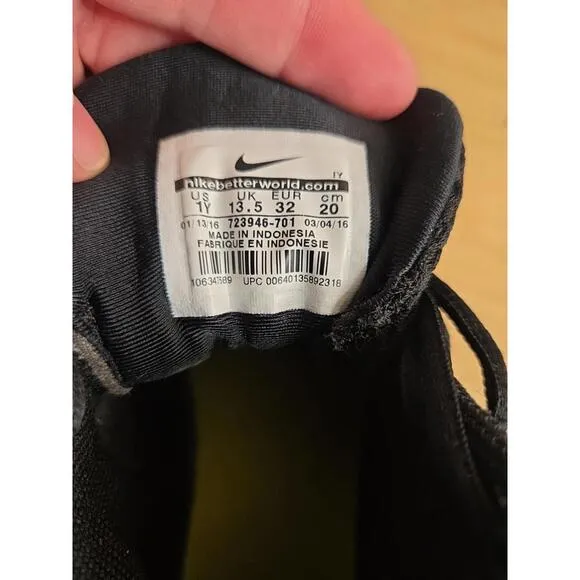 1Y
nikebetterworld.com
US UK EUR cm
1Y 13.5 32 20
01/13/16 723946-701 03/04/16
MADE IN INDONESIA
FABRIQUE EN INDONESIE
UPC 00640135892318